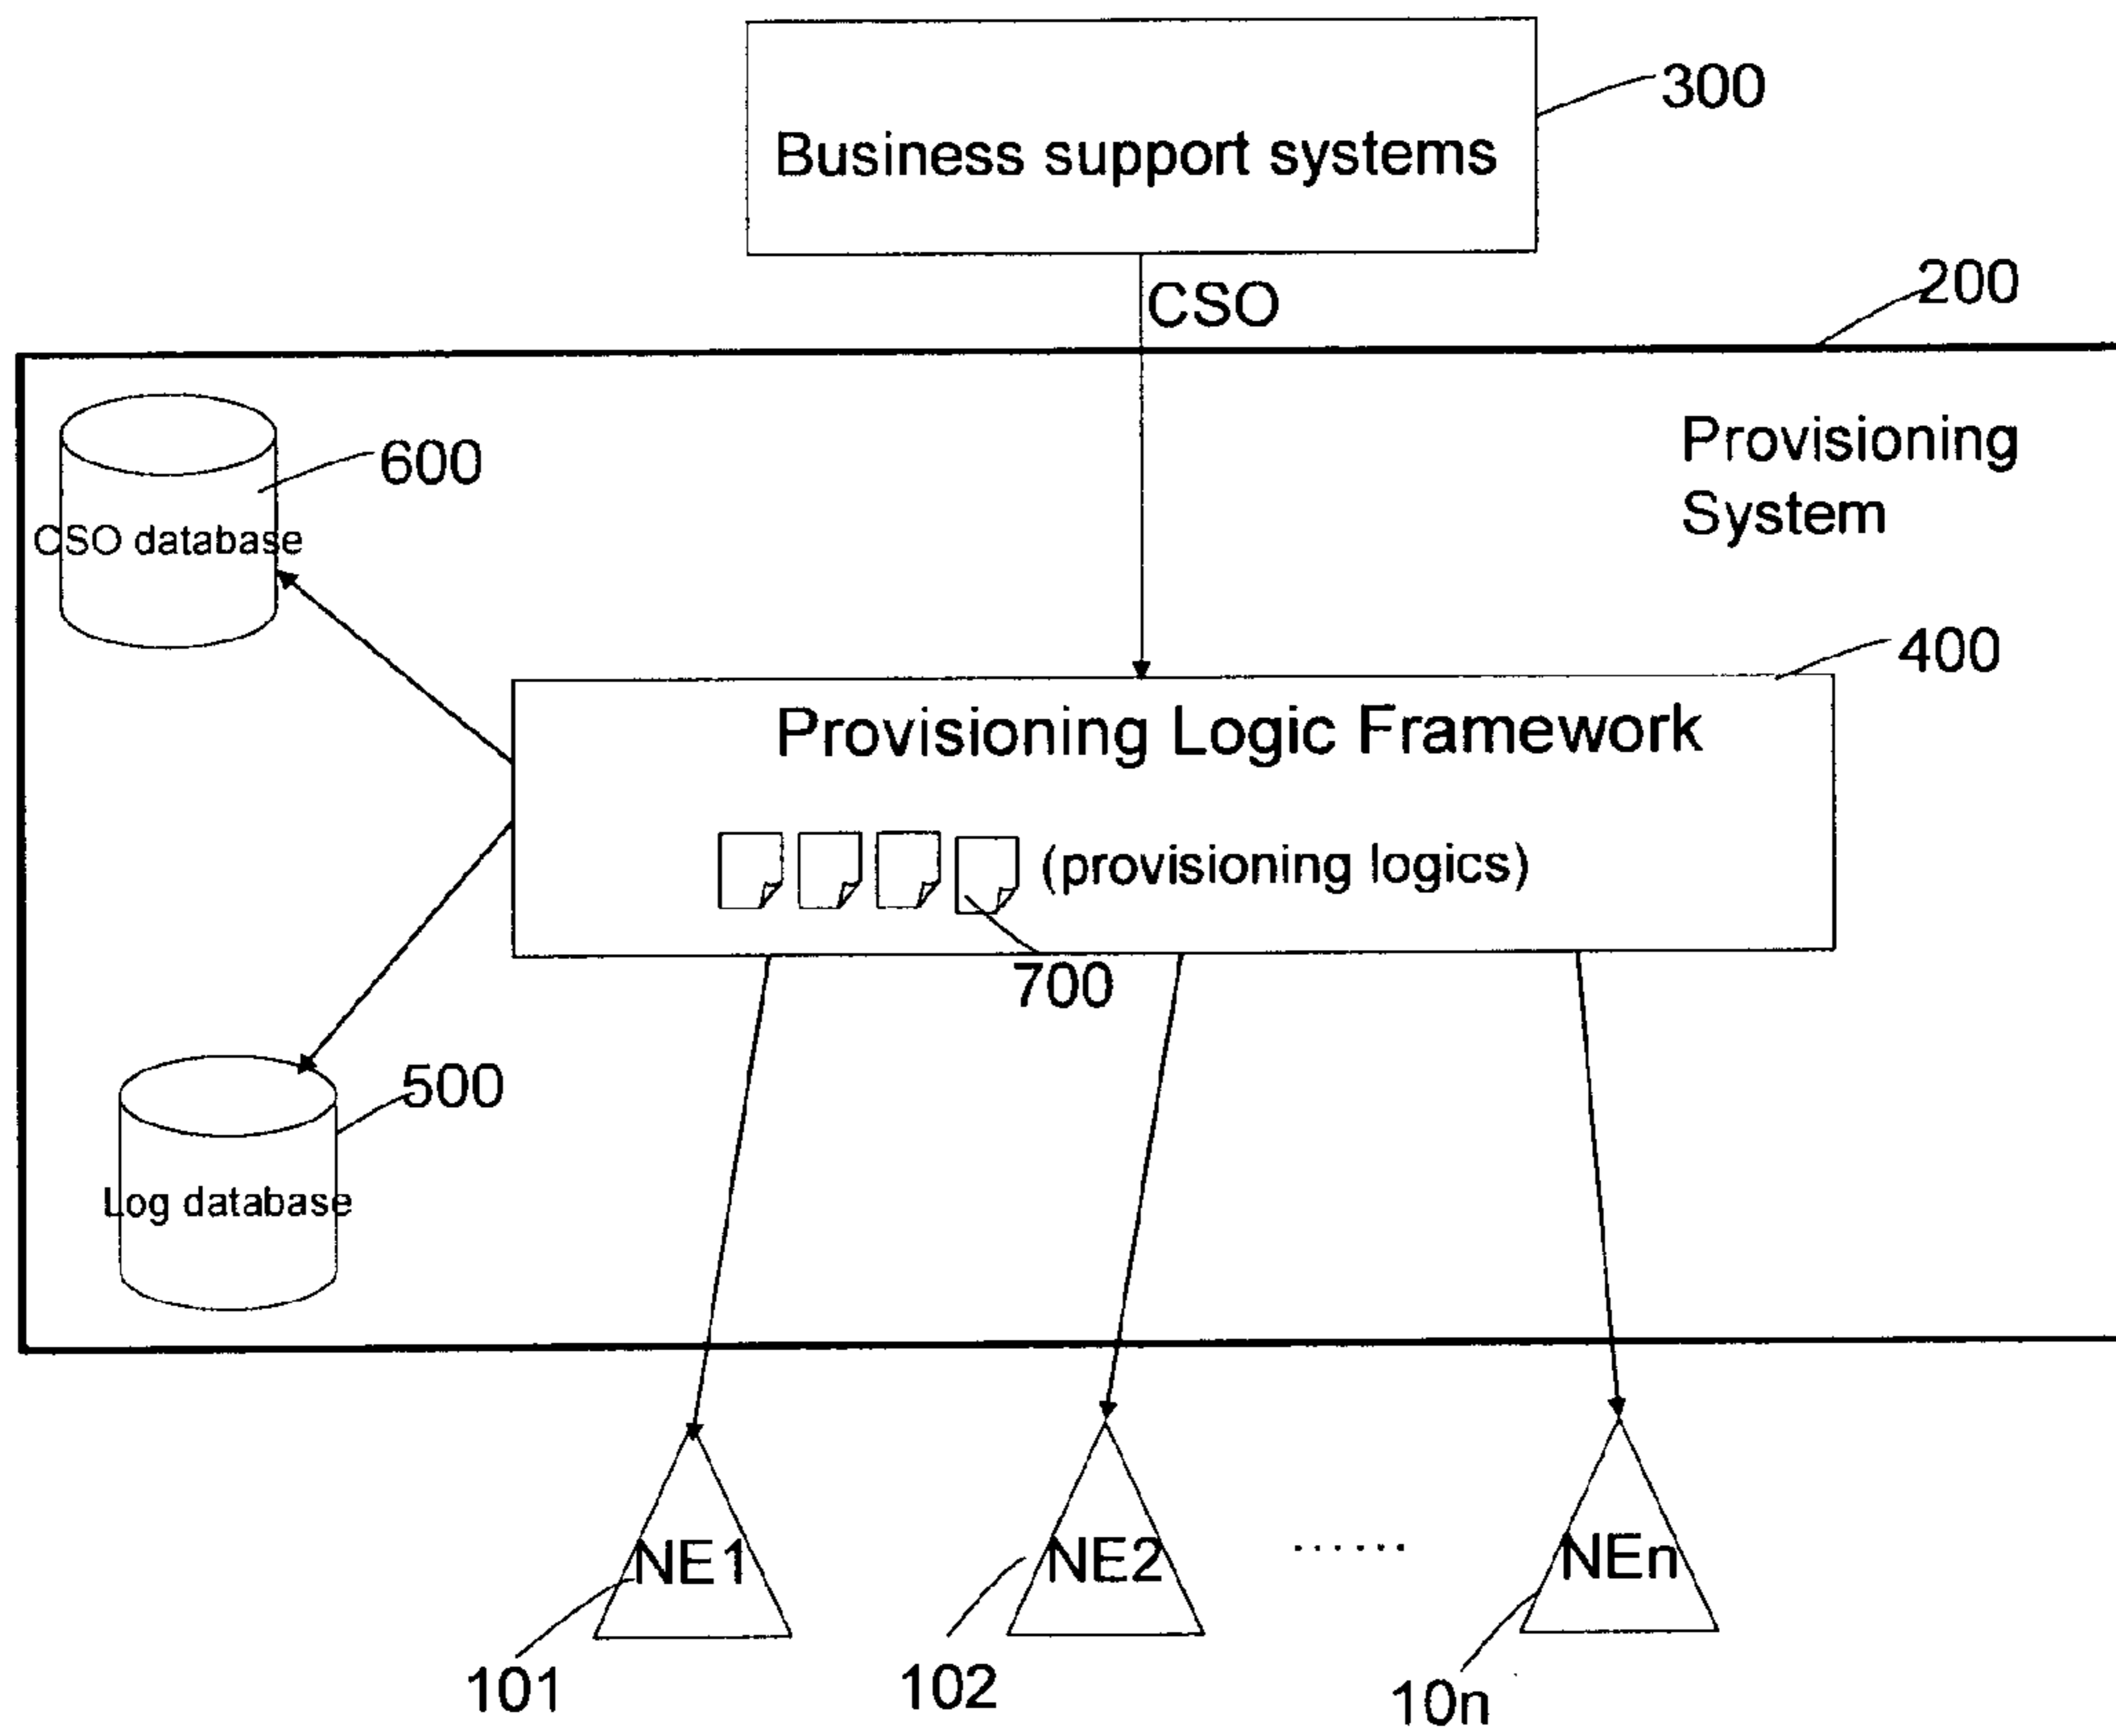 300
Business support systems
CSO
200
Provisioning
System
600
CSO database
400
Provisioning Logic Framework
(provisioning logics)
700
500
Log database
NE1
NE2
......
NEn
101
102
10n